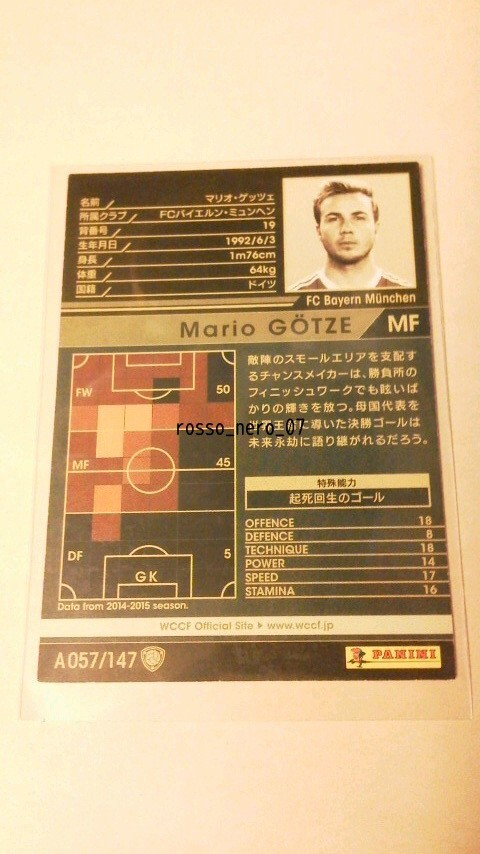 名前 マリオ・ゲッツェ
所属クラブ FCバイエルン・ミュンヘン
背番号 19
生年月日 1992/6/3
身長 1m76cm
体重 64kg
国籍 ドイツ
FC Bayern München
Mario GÖTZE MF
敵陣のスモールエリアを支配す
るチャンスメイカーは、勝負所の
フィニッシュワークでも眩いば
かりの輝きを放つ。母国代表を
王座に導いた決勝ゴールは
未来永劫に語り継がれるだろう。
rosso_nero_07
FW 50
MF 45
DF 5
GK
Data from 2014-2015 season.
特殊能力
起死回生のゴール
OFFENCE 18
DEFENCE 8
TECHNIQUE 18
POWER 14
SPEED 17
STAMINA 16
WCCF Official Site ▶ www.wccf.jp
A057/147
PANINI